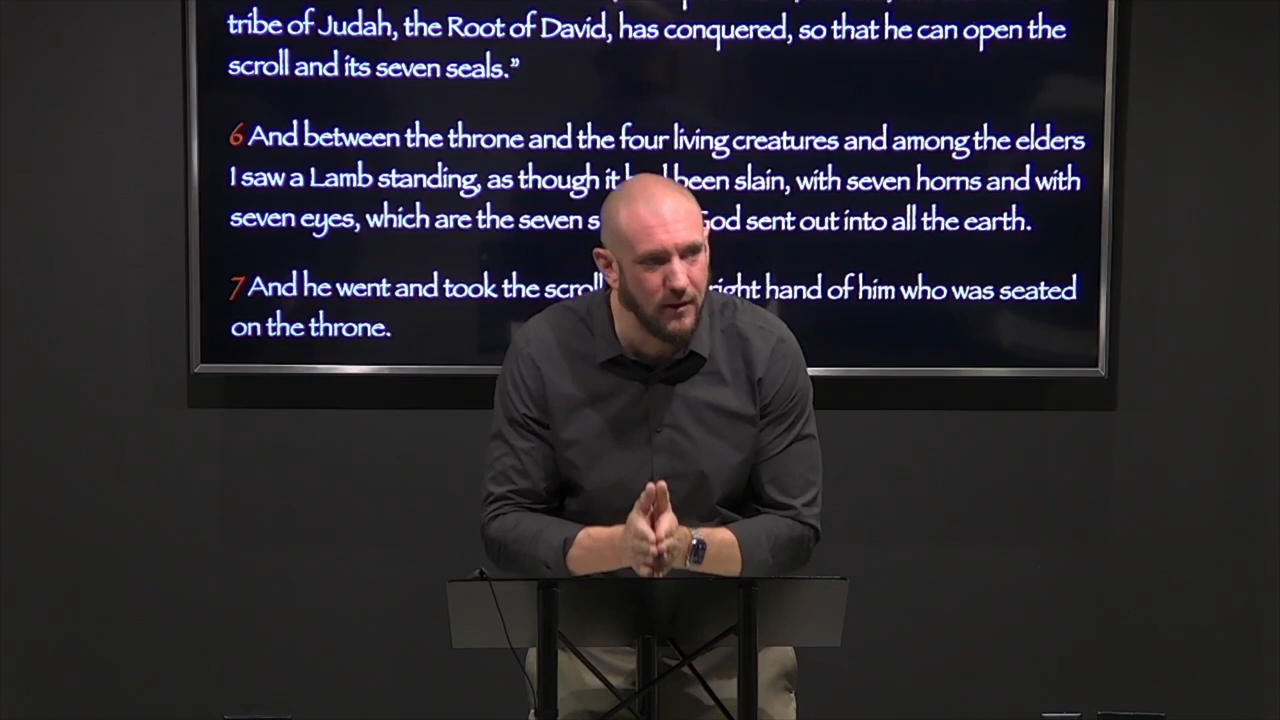 tribe of Judah, the Root of David, has conquered, so that he can open the
scroll and its seven seals.”
6 And between the throne and the four living creatures and among the elders
I saw a Lamb standing, as though it had been slain, with seven horns and with
seven eyes, which are the seven God sent out into all the earth.
7 And he went and took the scroll right hand of him who was seated
on the throne.